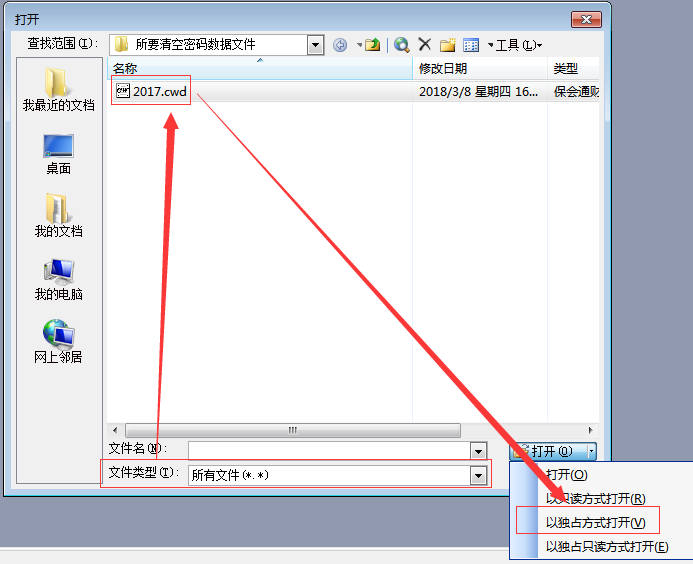 打开
查找范围(I):
所要清空密码数据文件
工具(L)
名称
修改日期
类型
2017.cwd
2018/3/8 星期四 16...
保会通财
我最近的文档
桌面
我的文档
我的电脑
网上邻居
文件名(N):
打开(O)
文件类型(T):
所有文件(*.*)
打开(O)
以只读方式打开(R)
以独占方式打开(V)
以独占只读方式打开(E)